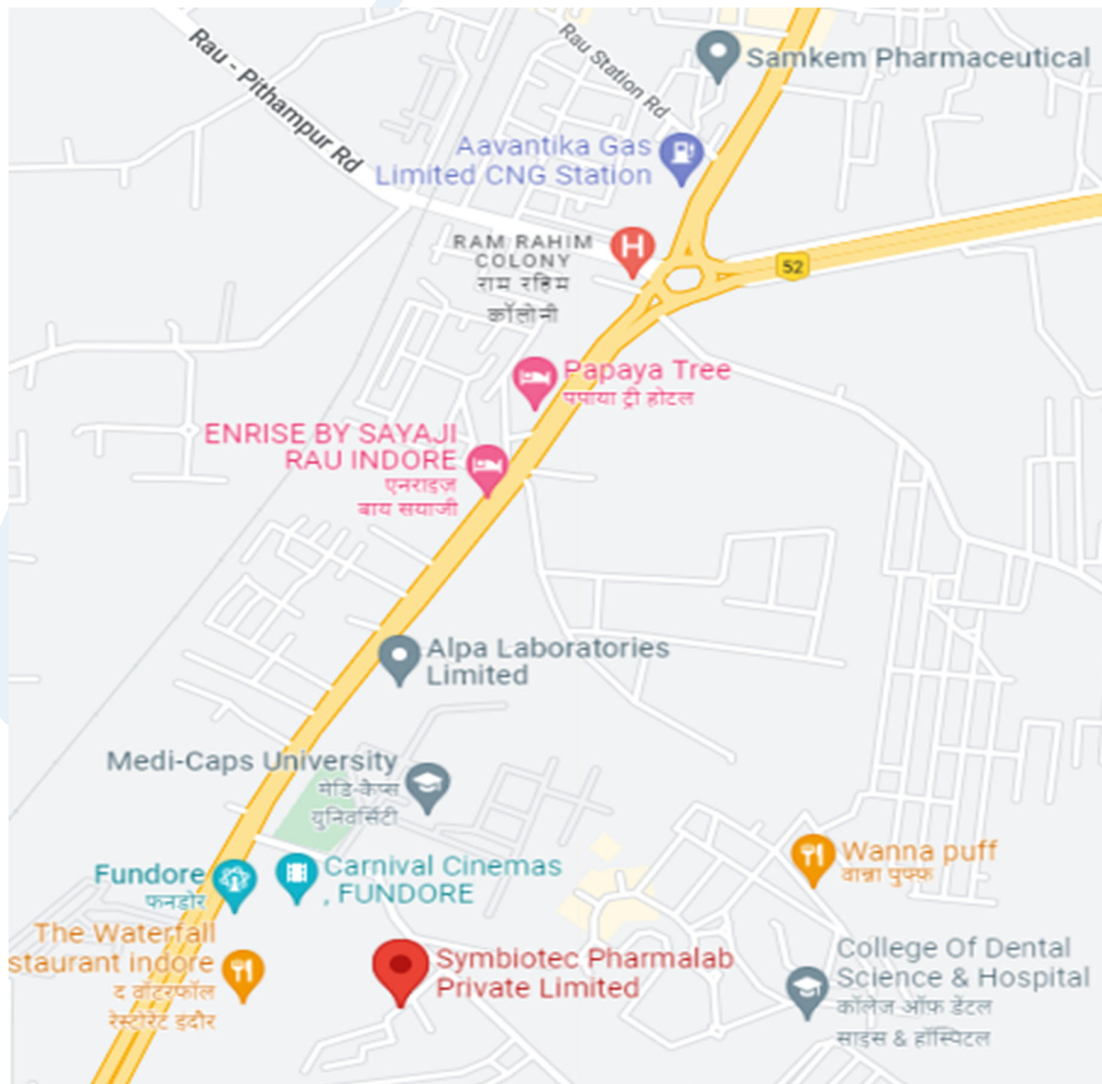 Rau - Pithampur Rd
Rau Station Rd
Samkem Pharmaceutical
Aavantika Gas
Limited CNG Station
H
RAM RAHIM
COLONY
राम रहिम
कॉलोनी
52
Papaya Tree
पपाया ट्री होटल
ENRISE BY SAYAJI
RAU INDORE
एनराइज
बाय सयाजी
Alpa Laboratories
Limited
Medi-Caps University
मेडि-कैप्स
युनिवर्सिटी
Fundore
फनडोर
Carnival Cinemas
, FUNDORE
Wanna puff
वान्ना पुफ्फ
The Waterfall
staurant indore
द वॉटरफॉल
रेस्टोरेंट इंदौर
Symbiotec Pharmalab
Private Limited
College Of Dental
Science & Hospital
कॉलेज ऑफ डेंटल
साइंस & हॉस्पिटल